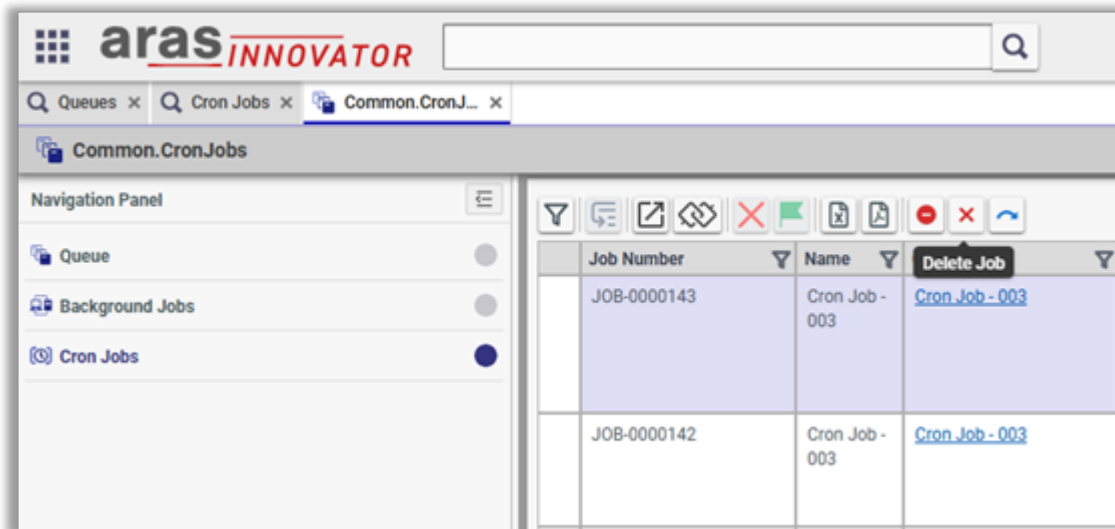 aras INNOVATOR
Queues
Cron Jobs
Common.CronJ...
Common.CronJobs
Navigation Panel
Queue
Background Jobs
Cron Jobs
Delete Job
Job Number
Name
JOB-0000143
Cron Job -
003
Cron Job - 003
JOB-0000142
Cron Job -
003
Cron Job - 003